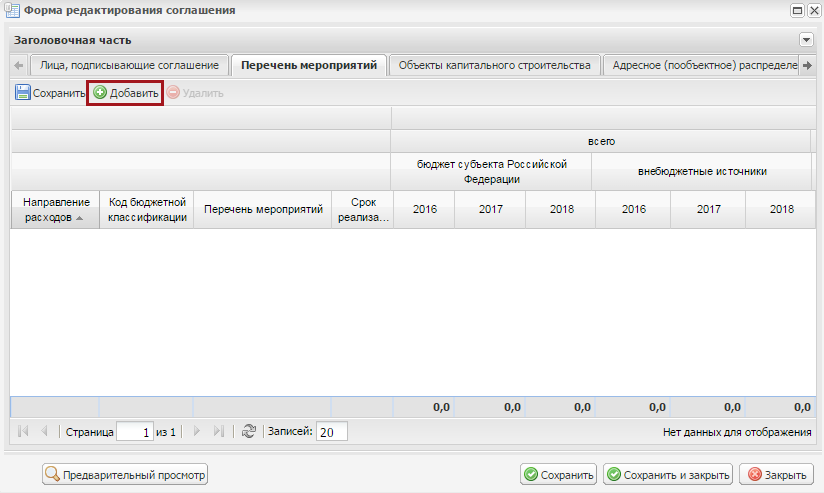 Форма редактирования соглашения
Заголовочная часть
Лица, подписывающие соглашение Перечень мероприятий Объекты капитального строительства Адресное (пообъектное) распределе
Сохранить Добавить Удалить
всего
бюджет субъекта Российской Федерации внебюджетные источники
Направление расходов Код бюджетной классификации Перечень мероприятий Срок реализа... 2016 2017 2018 2016 2017 2018
0,0 0,0 0,0 0,0 0,0 0,0
Страница 1 из 1 Записей: 20 Нет данных для отображения
Предварительный просмотр Сохранить Сохранить и закрыть Закрыть